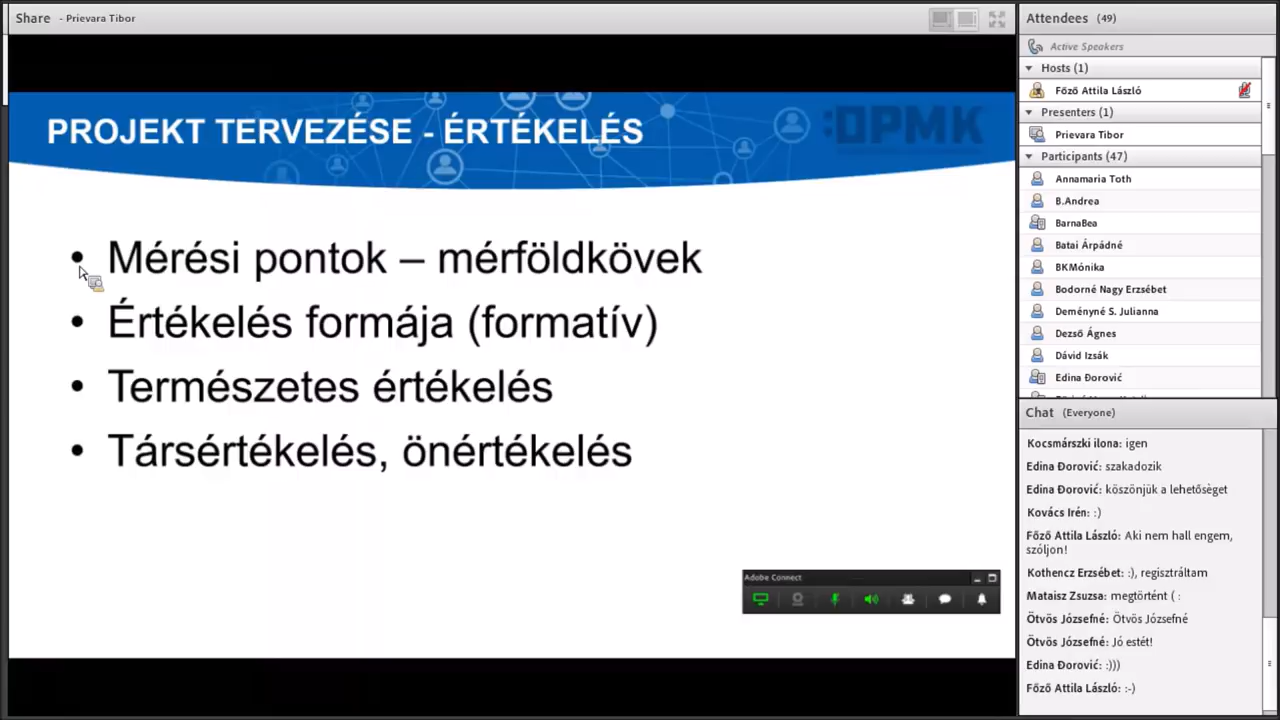 Share - Prievara Tibor
PROJEKT TERVEZÉSE - ÉRTÉKELÉS
:OPMK
• Mérési pontok – mérföldkövek
• Értékelés formája (formatív)
• Természetes értékelés
• Társértékelés, önértékelés
Adobe Connect
Attendees (49)
Active Speakers
Hosts (1)
Főző Attila László
Presenters (1)
Prievara Tibor
Participants (47)
Annamaria Toth
B.Andrea
BarnaBea
Batai Árpádné
BKMónika
Bodorné Nagy Erzsébet
Deményné S. Julianna
Dezső Ágnes
Dávid Izsák
Edina Đorović
Chat (Everyone)
Kocsmárszki ilona: igen
Edina Đorović: szakadozik
Edina Đorović: köszönjük a lehetősèget
Kovács Irén: :)
Főző Attila László: Aki nem hall engem,
szóljon!
Kothencz Erzsébet: :), regisztráltam
Mataisz Zsuzsa: megtörtént ( :
Ötvös Józsefné: Ötvös Józsefné
Ötvös Józsefné: Jó estét!
Edina Đorović: :)))
Főző Attila László: :-)